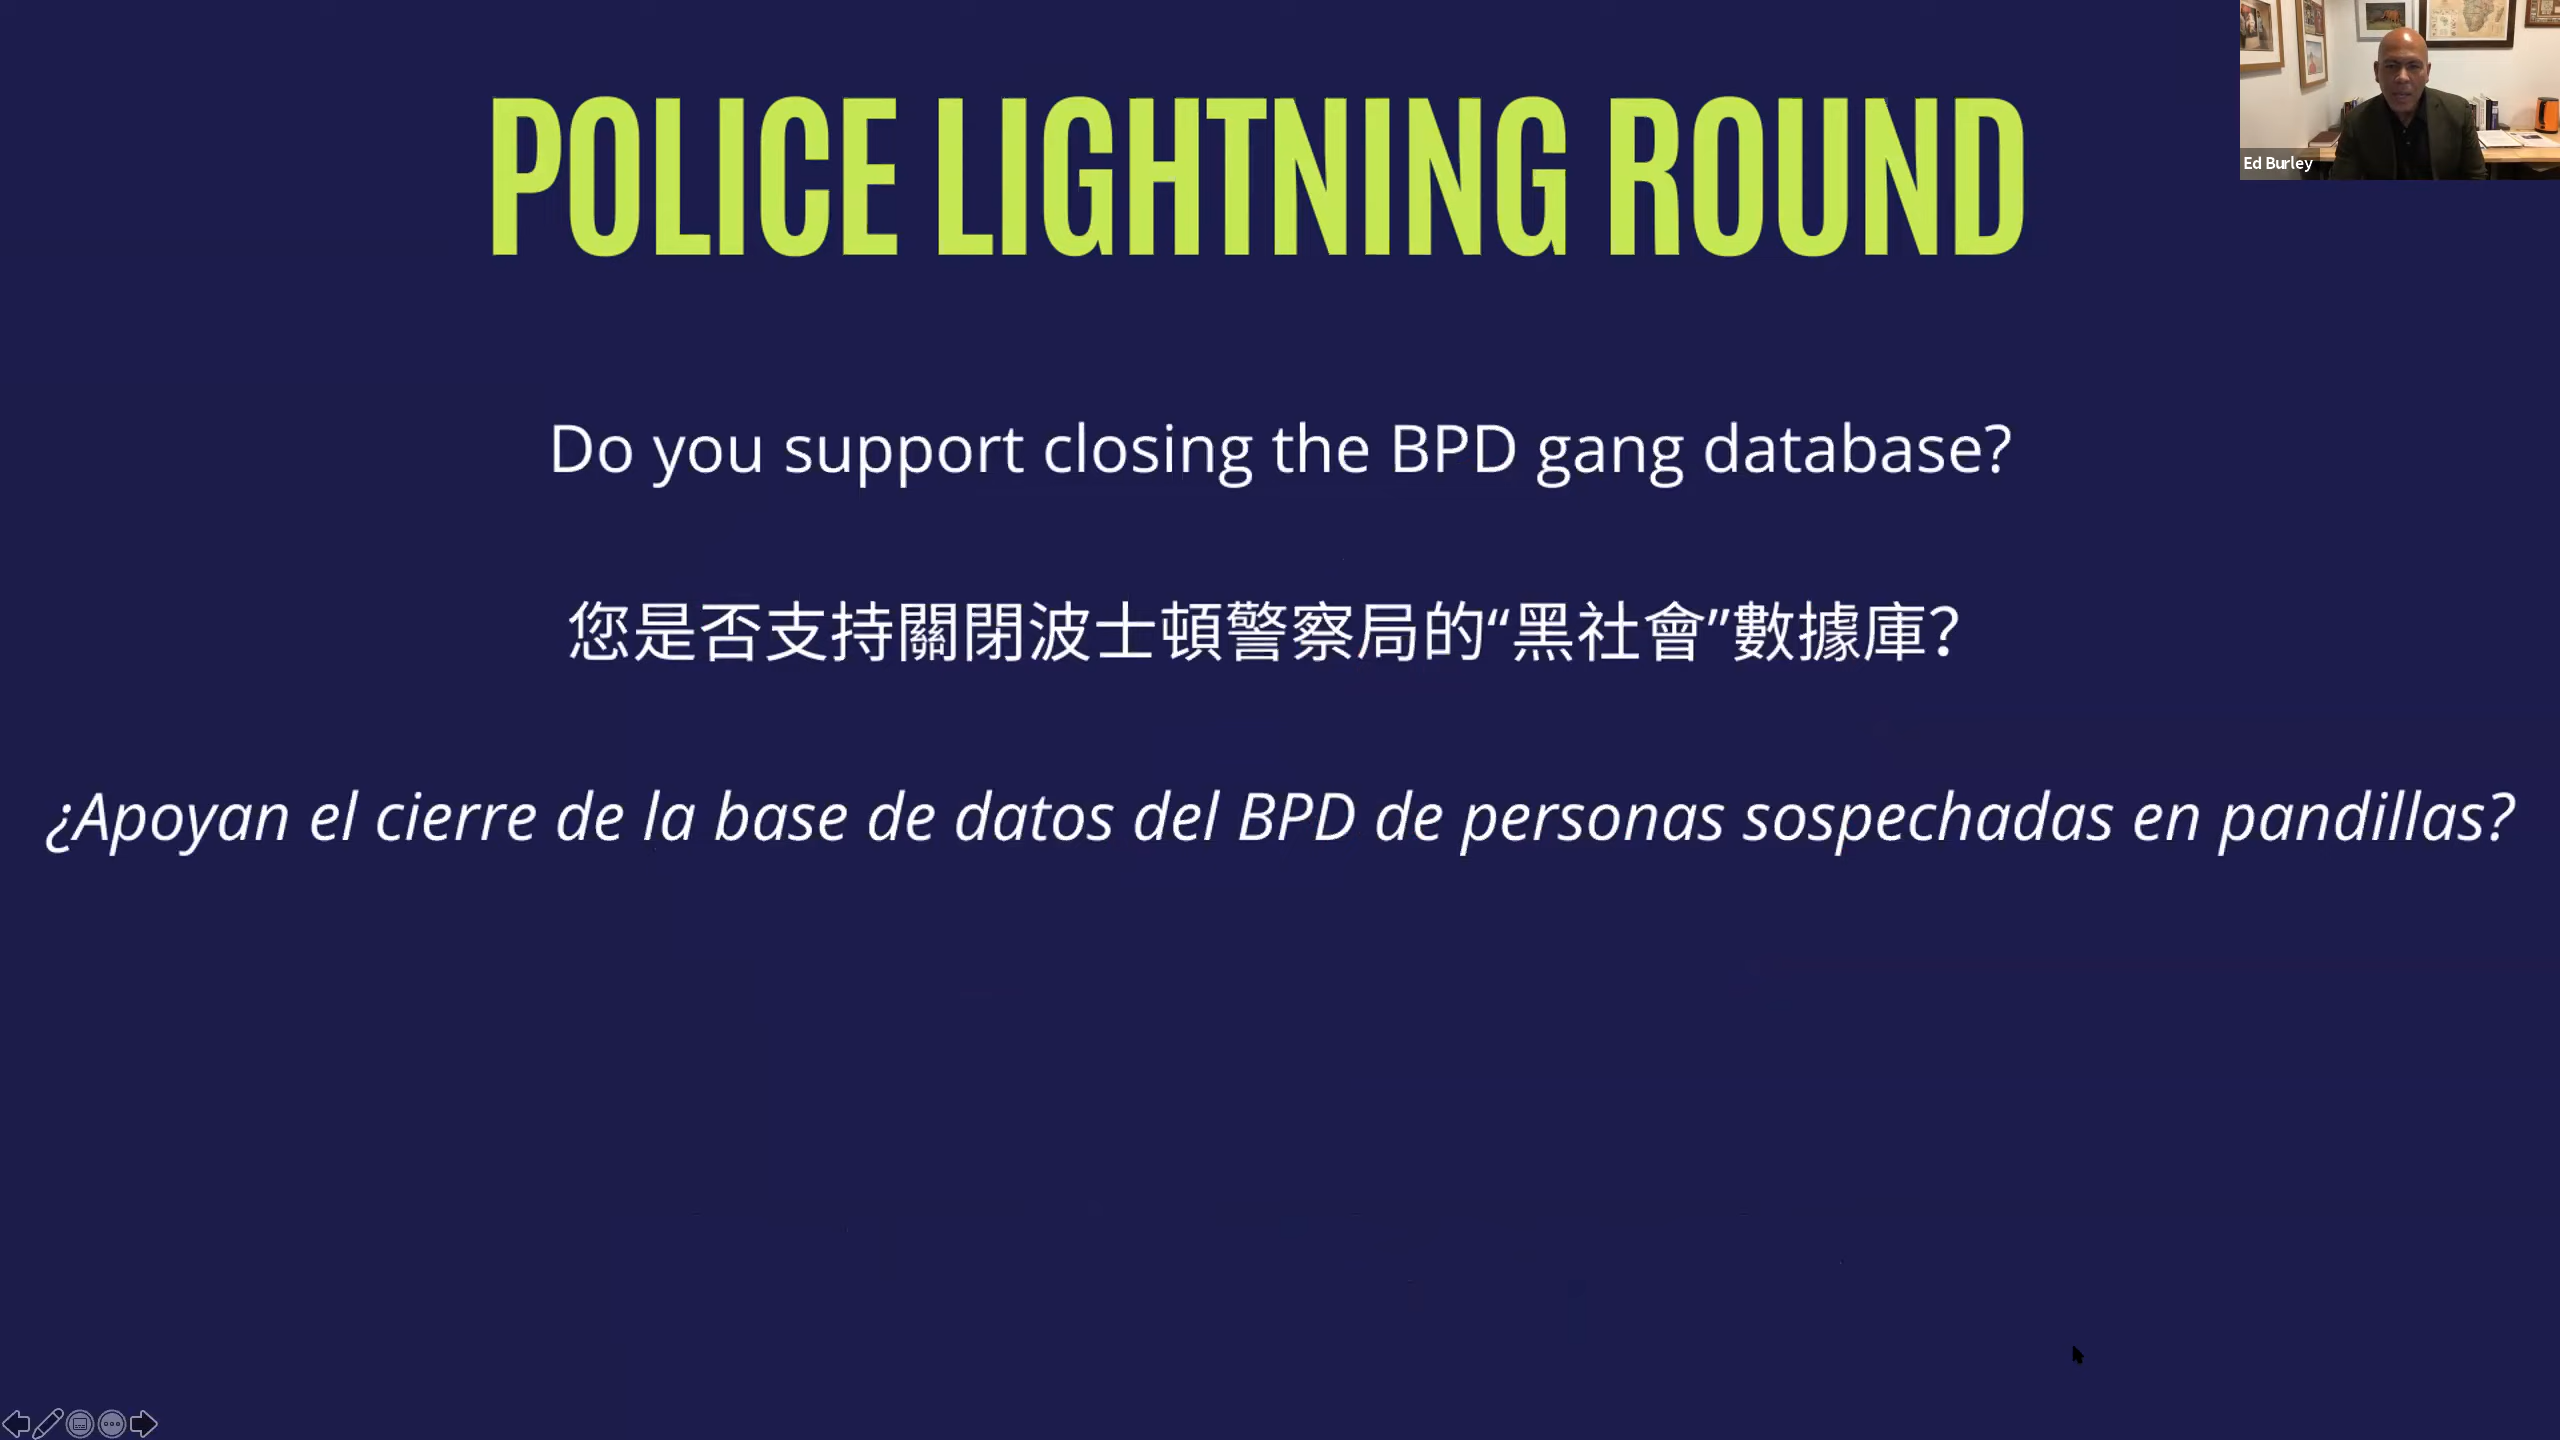 POLICE LIGHTNING ROUND
Ed Burley
Do you support closing the BPD gang database?
您是否支持關閉波士頓警察局的“黑社會”數據庫？
¿Apoyan el cierre de la base de datos del BPD de personas sospechadas en pandillas?